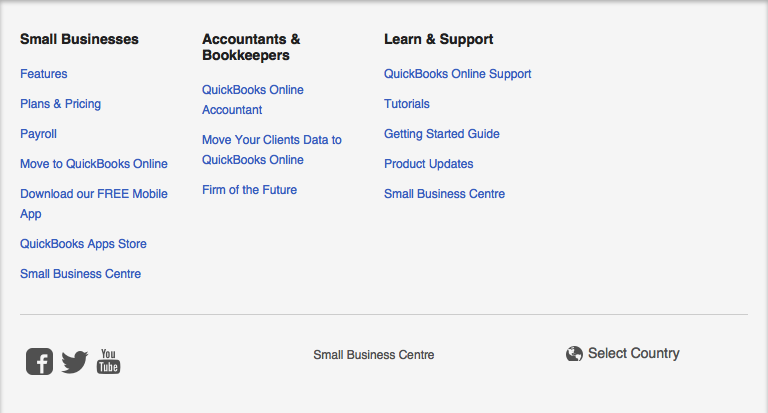 Small Businesses
Features
Plans & Pricing
Payroll
Move to QuickBooks Online
Download our FREE Mobile
App
QuickBooks Apps Store
Small Business Centre
Accountants &
Bookkeepers
QuickBooks Online
Accountant
Move Your Clients Data to
QuickBooks Online
Firm of the Future
Learn & Support
QuickBooks Online Support
Tutorials
Getting Started Guide
Product Updates
Small Business Centre
f
You
Tube
Small Business Centre
Select Country